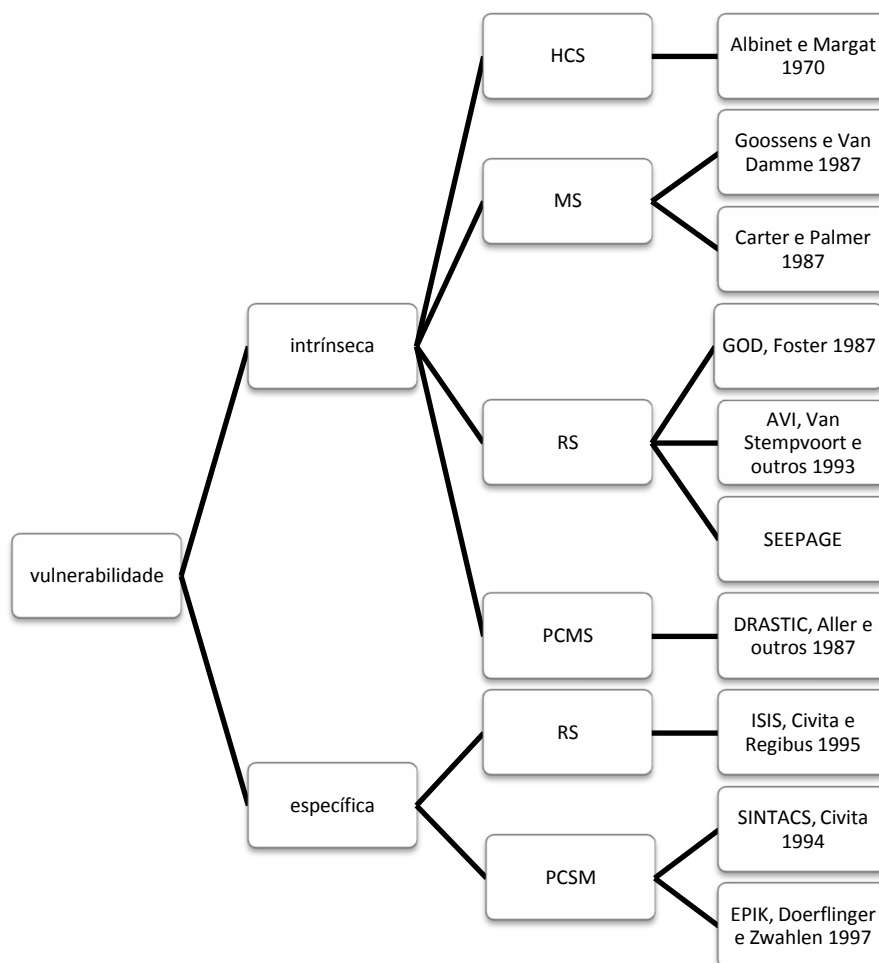 vulnerabilidade
intrínseca
HCS
Albinet e Margat
1970
MS
Goossens e Van
Damme 1987
Carter e Palmer
1987
RS
GOD, Foster 1987
AVI, Van
Stempvoort e
outros 1993
SEEPAGE
PCMS
DRASTIC, Aller e
outros 1987
específica
RS
ISIS, Civita e
Regibus 1995
PCSM
SINTACS, Civita
1994
EPIK, Doerflinger
e Zwahlen 1997